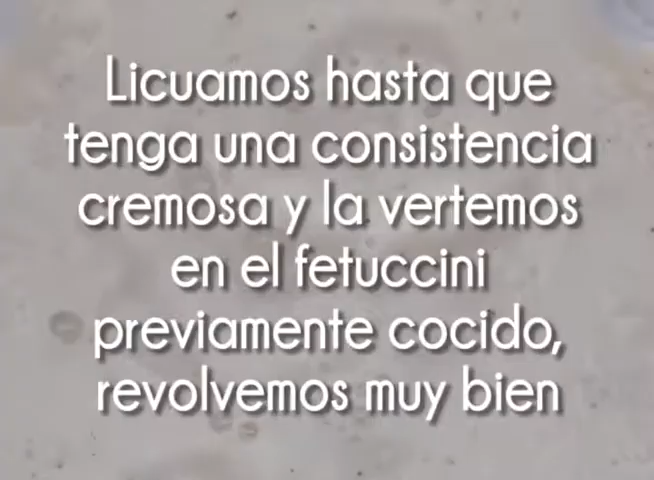 Licuamos hasta que
tenga una consistencia
cremosa y la vertemos
en el fetuccini
previamente cocido,
revolvemos muy bien